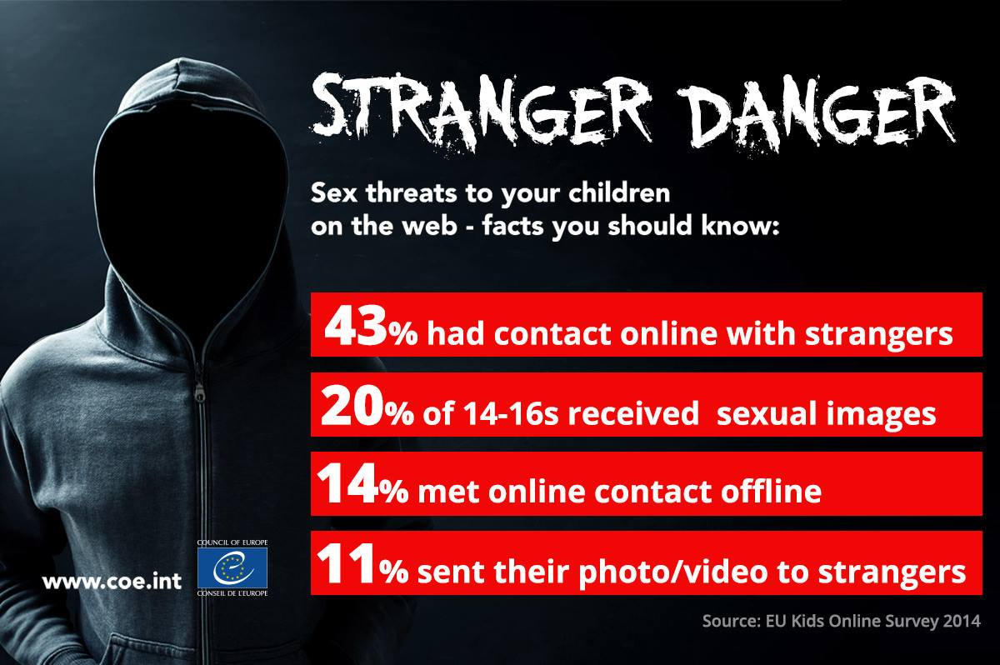 STRANGER DANGER
Sex threats to your children
on the web - facts you should know:
43% had contact online with strangers
20% of 14-16s received sexual images
14% met online contact offline
11% sent their photo/video to strangers
COUNCIL OF EUROPE
www.coe.int
CONSEIL DE L'EUROPE
Source: EU Kids Online Survey 2014